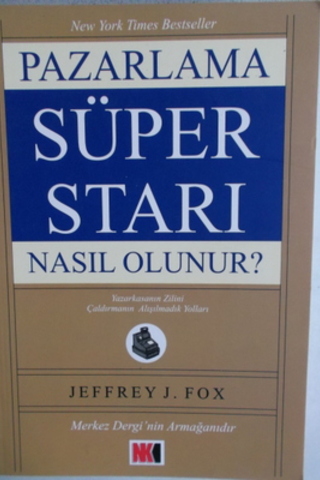 New York Times Bestseller
PAZARLAMA
SÜPER
STARI
NASIL OLUNUR?
Yazarkasanın Zilini
Çaldırmanın Alışılmadık Yolları
JEFFREY J. FOX
Merkez Dergi'nin Armağanıdır
NK